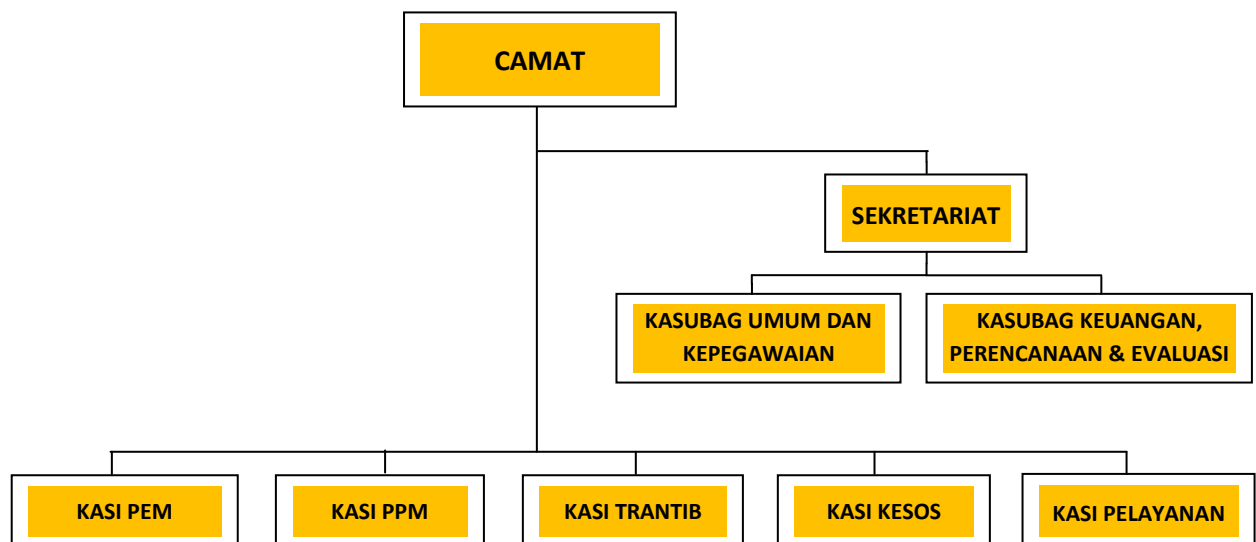 CAMAT
SEKRETARIAT
KASUBAG UMUM DAN
KEPEGAWAIAN
KASUBAG KEUANGAN,
PERENCANAAN & EVALUASI
KASI PEM
KASI PPM
KASI TRANTIB
KASI KESOS
KASI PELAYANAN